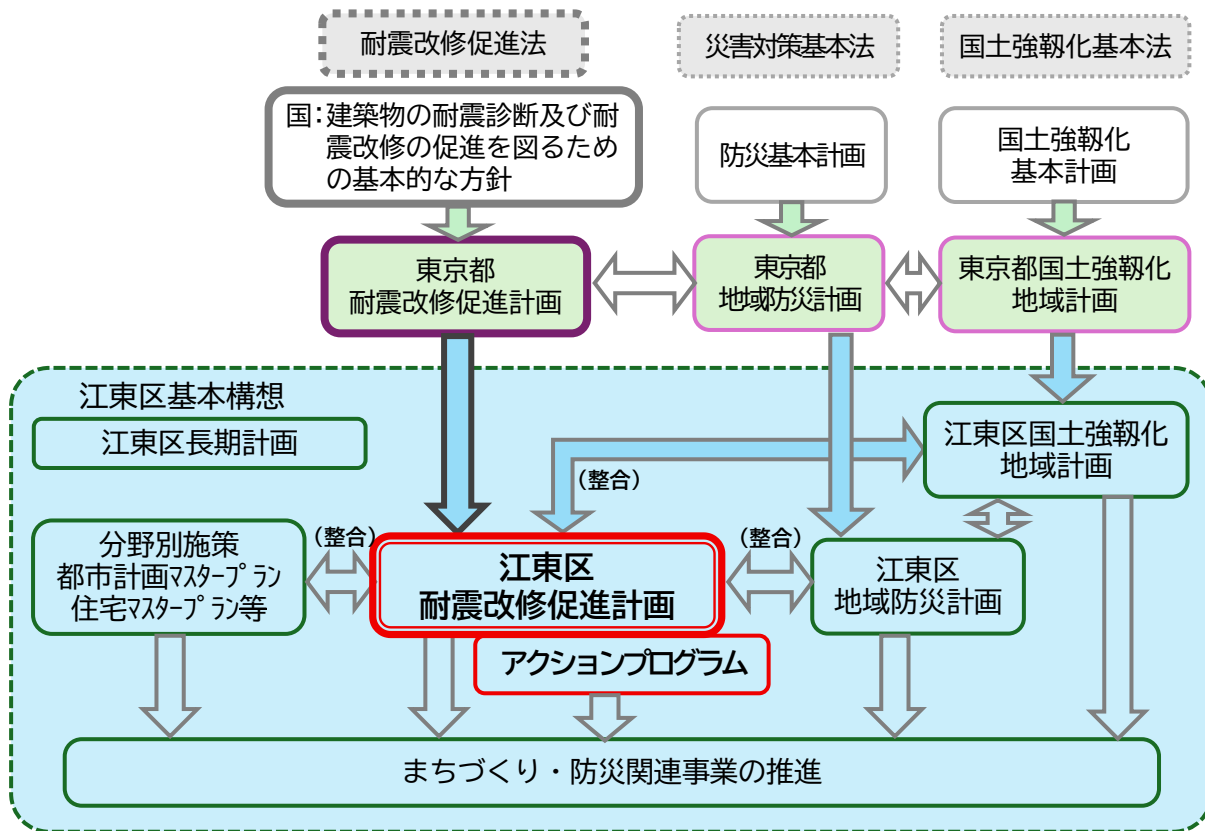 耐震改修促進法
災害対策基本法
国土強靱化基本法
国：建築物の耐震診断及び耐
震改修の促進を図るため
の基本的な方針
防災基本計画
国土強靱化
基本計画
東京都
耐震改修促進計画
東京都
地域防災計画
東京都国土強靱化
地域計画
江東区基本構想
江東区長期計画
江東区国土強靱化
地域計画
（整合）
分野別施策
都市計画ﾏｽﾀｰﾌﾟﾗﾝ
住宅ﾏｽﾀｰﾌﾟﾗﾝ等
（整合）
江東区
耐震改修促進計画
（整合）
江東区
地域防災計画
アクションプログラム
まちづくり・防災関連事業の推進